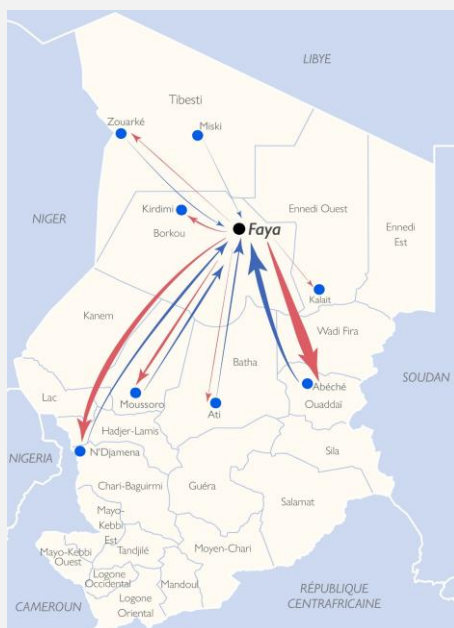 LIBYE
Tibesti
Zouarké
Miski
NIGER
Kirdimi
Borkou
Faya
Ennedi Ouest
Ennedi
Est
Kalait
Kanem
Wadi Fira
Batha
SOUDAN
Lac
Moussoro
Ati
Abéché
Ouaddaï
Hadjer-Lamis
NIGERIA
N'Djamena
Sila
Chari-Baguirmi
Guéra
Salamat
Mayo-
Kebbi
Est
Mayo-Kebbi
Ouest
Tandjilé
Moyen-Chari
Logone
Occidental
Mandoul
Logone
Oriental
CAMEROUN
RÉPUBLIQUE
CENTRAFRICAINE